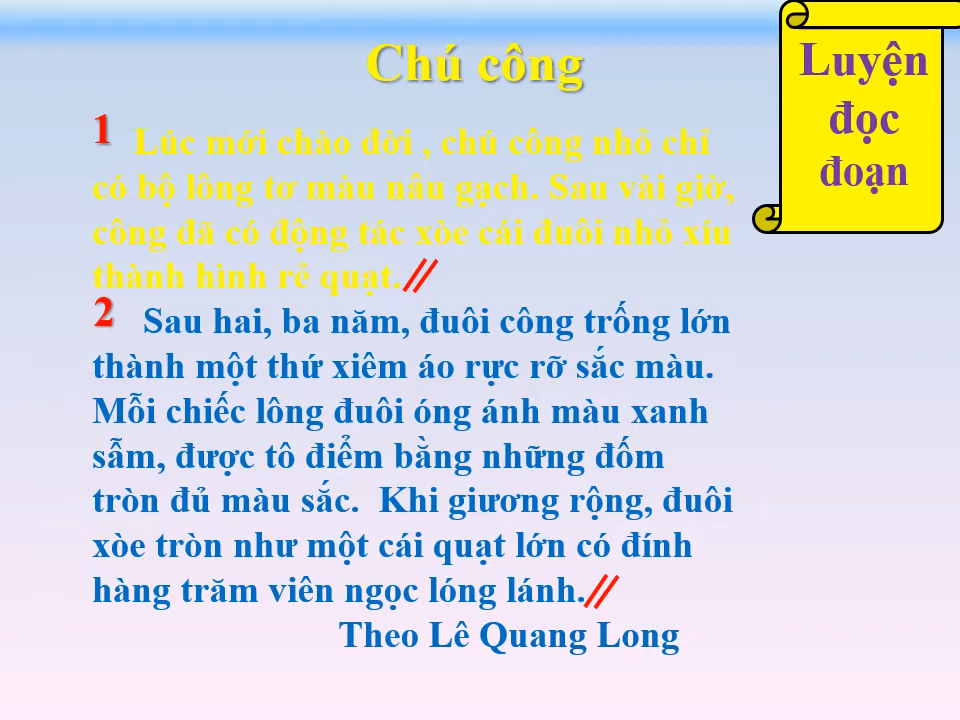 Chú công
Luyện
đọc
đoạn
1 Lúc mới chào đời , chú công nhỏ chỉ
có bộ lông tơ màu nâu gạch. Sau vài giờ,
công đã có động tác xòe cái đuôi nhỏ xíu
thành hình rẻ quạt. //
2 Sau hai, ba năm, đuôi công trống lớn
thành một thứ xiêm áo rực rỡ sắc màu.
Mỗi chiếc lông đuôi óng ánh màu xanh
sẫm, được tô điểm bằng những đốm
tròn đủ màu sắc. Khi giương rộng, đuôi
xòe tròn như một cái quạt lớn có đính
hàng trăm viên ngọc lóng lánh. //
Theo Lê Quang Long